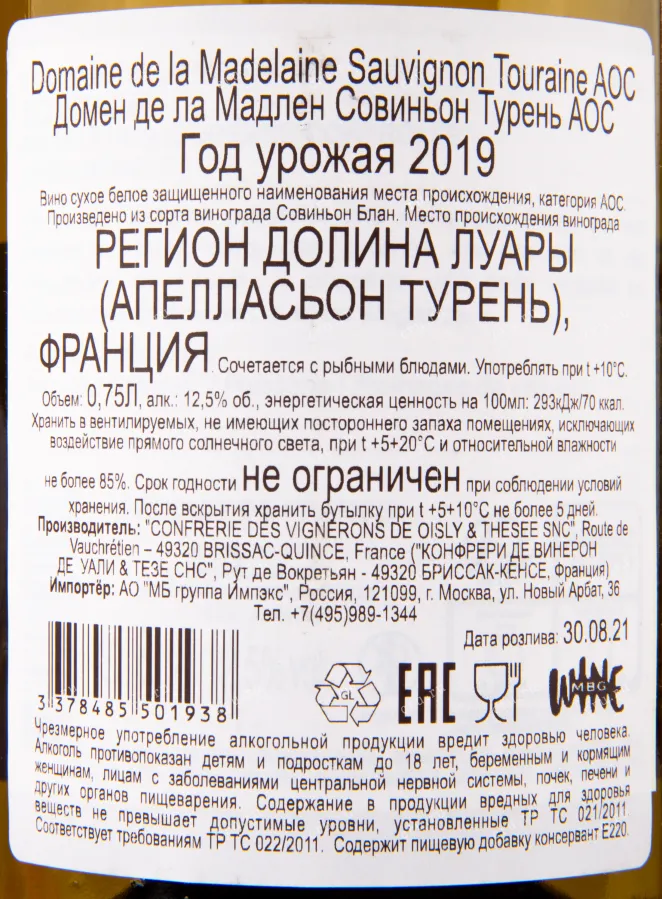 Domaine de la Madelaine Sauvignon Touraine AOC
Домен де ла Мадлен Совиньон Турень АОС
Год урожая 2019
Вино сухое белое защищенного наименования места происхождения, категория АОС.
Произведено из сорта винограда Совиньон Блан. Место происхождения винограда
РЕГИОН ДОЛИНА ЛУАРЫ
(АПЕЛЛАСЬОН ТУРЕНЬ),
ФРАНЦИЯ. Сочетается с рыбными блюдами. Употреблять при t +10°C.
Объем: 0,75Л, алк.: 12,5% об., энергетическая ценность на 100мл: 293кДж/70 ккал.
Хранить в вентилируемых, не имеющих постороннего запаха помещениях, исключающих
воздействие прямого солнечного света, при t +5+20°C и относительной влажности
не более 85%. Срок годности не ограничен при соблюдении условий
хранения. После вскрытия хранить бутылку при t +5+10°C не более 5 дней.
Производитель: "CONFRERIE DES VIGNERONS DE OISLY & THESEE SNC", Route de
Vauchrétien – 49320 BRISSAC-QUINCE, France ("КОНФРЕРИ ДЕ ВИНЕРОН
ДЕ УАЛИ & ТЕЗЕ СНС", Рут де Вокретьян - 49320 БРИССАК-КЕНСЕ, Франция)
Импортёр: АО "МБ группа Импэкс", Россия, 121099, г. Москва, ул. Новый Арбат, 36
Тел. +7(495)989-1344
Дата розлива: 30.08.21
3 378485 501938
GL
EAC
WINE
MBG
Чрезмерное употребление алкогольной продукции вредит здоровью человека.
Алкоголь противопоказан детям и подросткам до 18 лет, беременным и кормящим
женщинам, лицам с заболеваниями центральной нервной системы, почек, печени и
других органов пищеварения. Содержание в продукции вредных для здоровья
веществ не превышает допустимые уровни, установленные ТР ТС 021/2011.
Соответствует требованиям ТР ТС 022/2011. Содержит пищевую добавку консервант Е220.